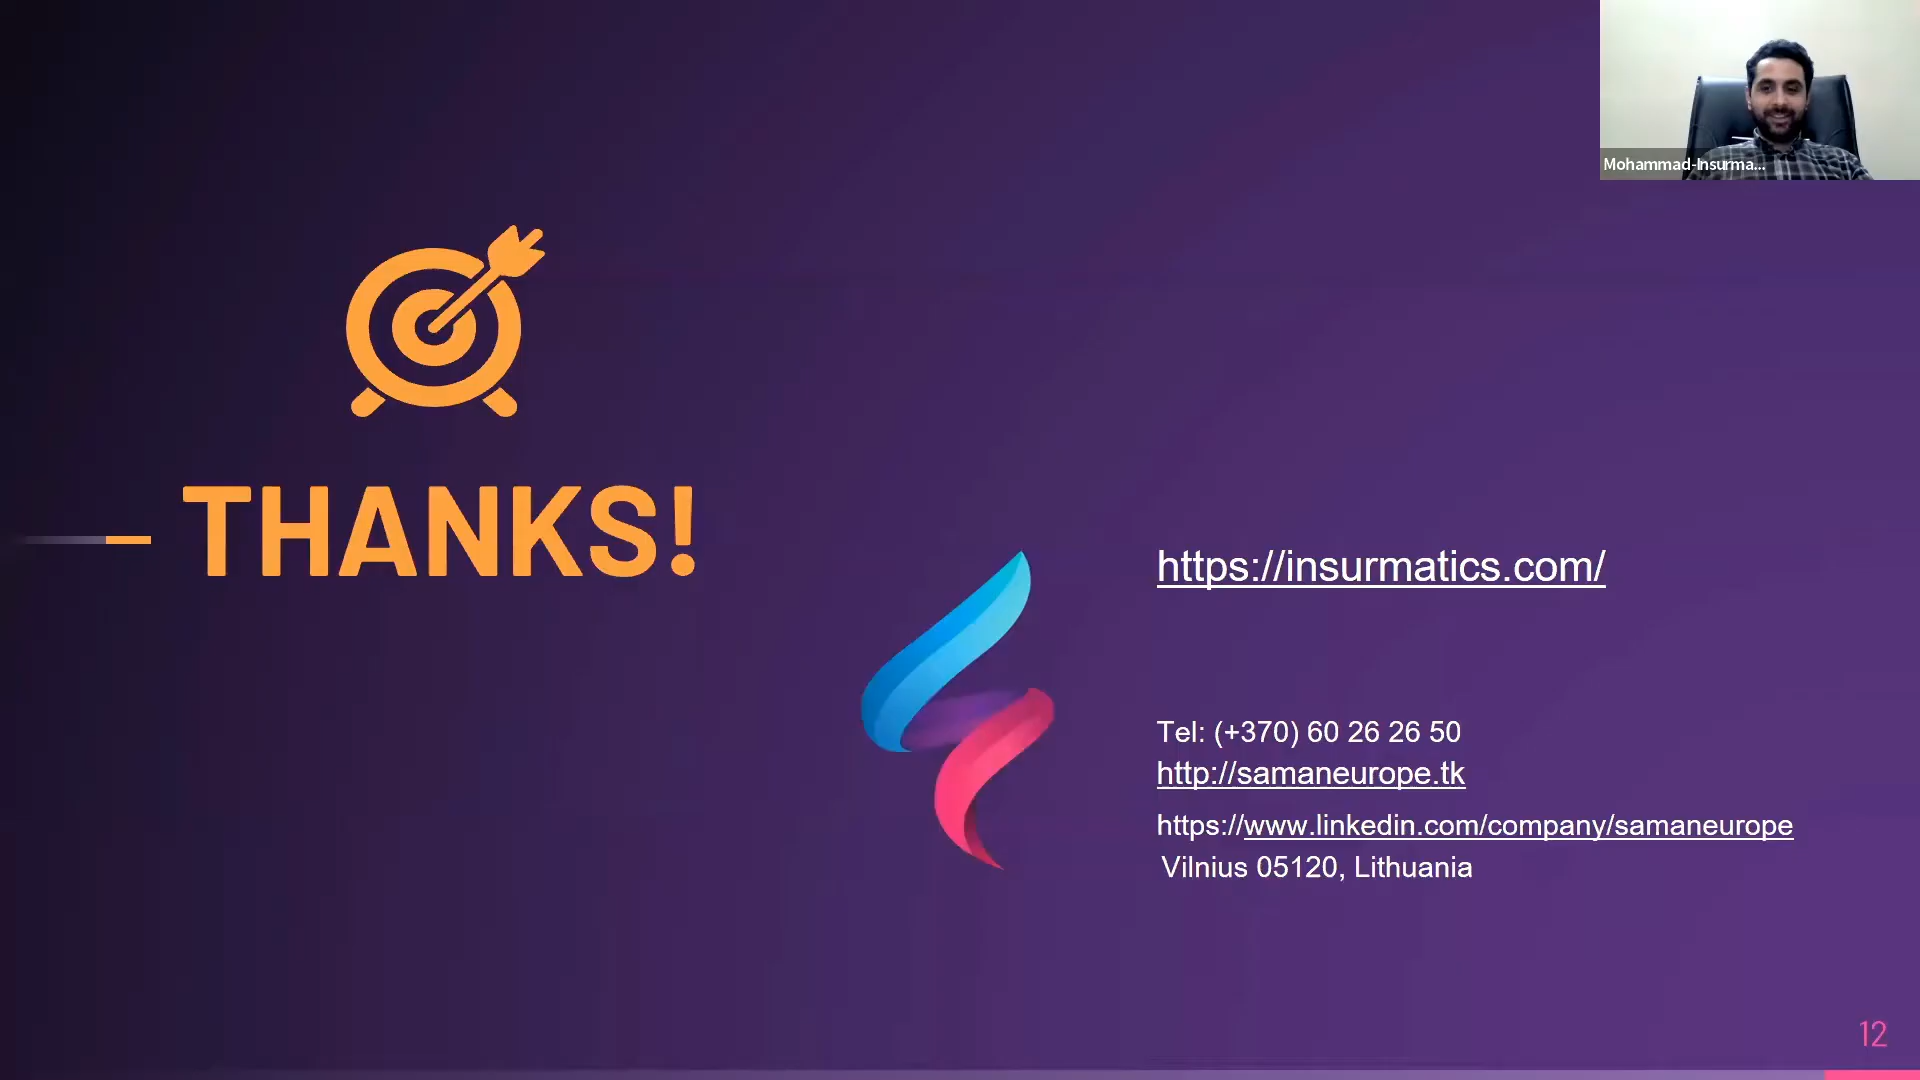 Mohammad-Insurma...
THANKS!
https://insurmatics.com/
Tel: (+370) 60 26 26 50
http://samaneurope.tk
https://www.linkedin.com/company/samaneurope
Vilnius 05120, Lithuania
12